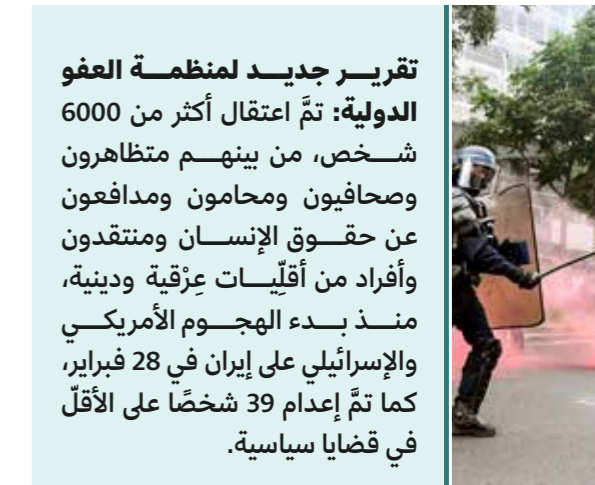 تقريـــر جديـــد لمنظمـــة العفو
الدولية: تمَّ اعتقال أكثر من 6000
شـــخص، من بينهـــم متظاهرون
وصحافيون ومحامون ومدافعون
عن حقـــوق الإنســـان ومنتقدون
وأفراد من أقلِّيـــات عِرْقية ودينية،
منـــذ بـــدء الهجـــوم الأمريكـــي
والإسرائيلي على إيران في 28 فبراير،
كما تمَّ إعدام 39 شخصًا على الأقلّ
في قضايا سياسية.